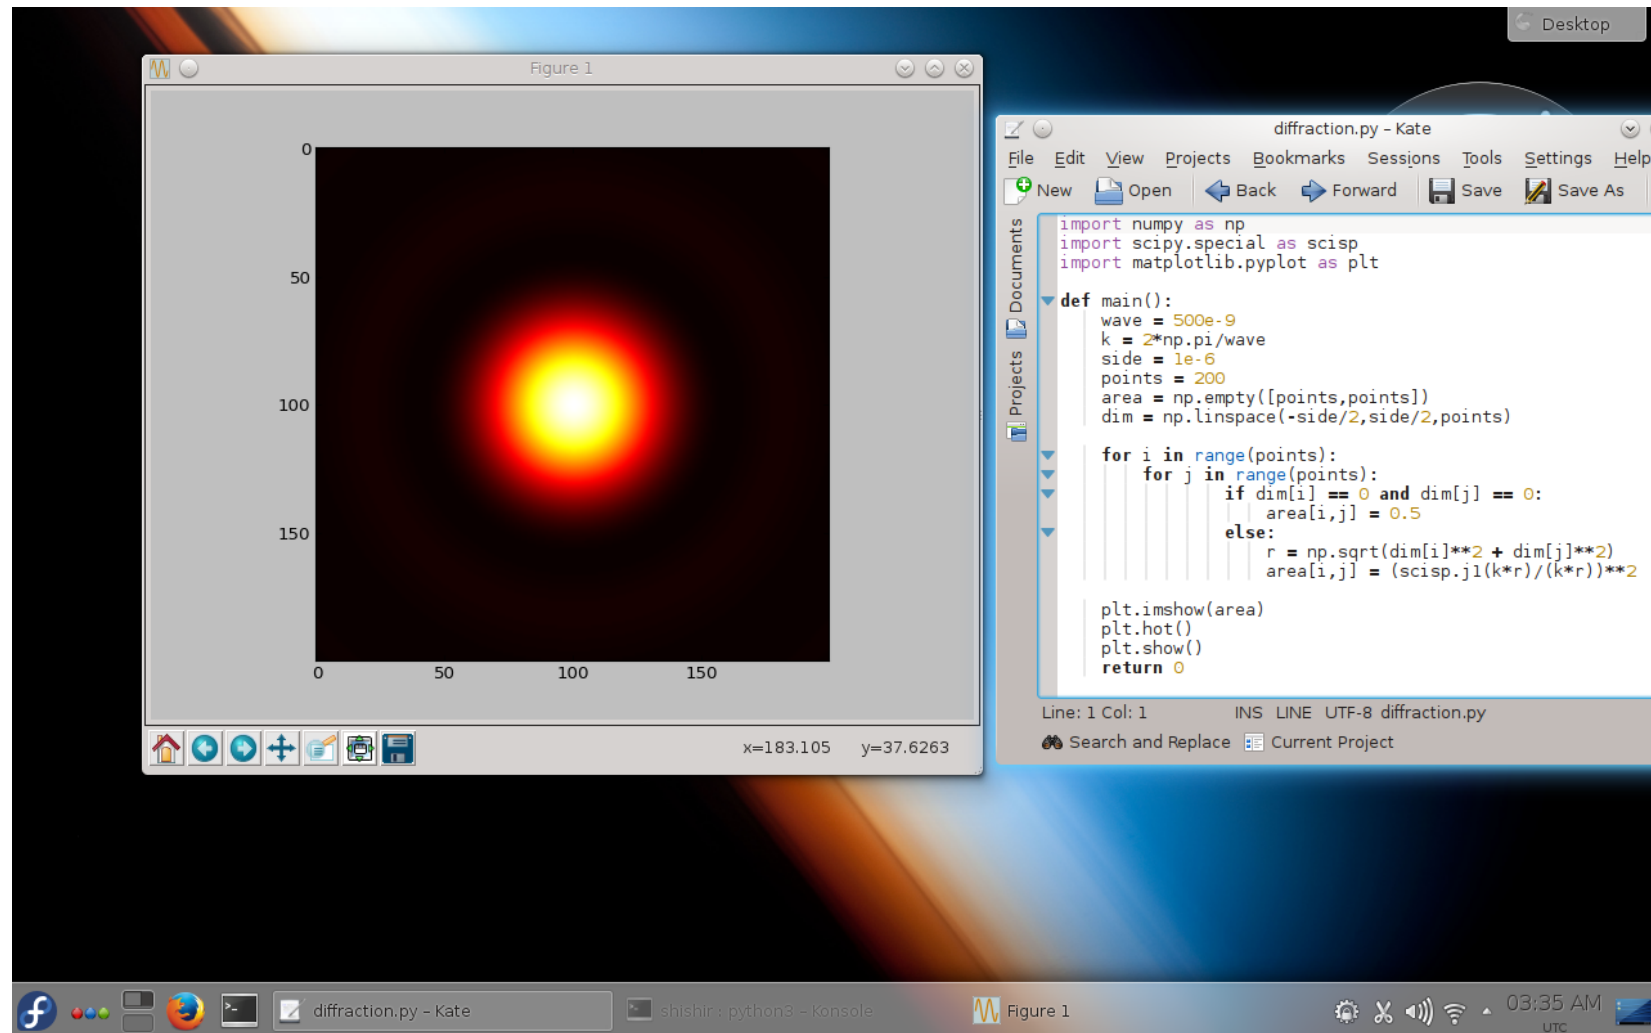 Desktop
Figure 1
0
50
100
150
0
50
100
150
x=183.105 y=37.6263
diffraction.py – Kate
File Edit View Projects Bookmarks Sessions Tools Settings Help
New Open Back Forward Save Save As
Documents
Projects
import numpy as np
import scipy.special as scisp
import matplotlib.pyplot as plt
def main():
wave = 500e-9
k = 2*np.pi/wave
side = 1e-6
points = 200
area = np.empty([points,points])
dim = np.linspace(-side/2,side/2,points)
for i in range(points):
for j in range(points):
if dim[i] == 0 and dim[j] == 0:
area[i,j] = 0.5
else:
r = np.sqrt(dim[i]**2 + dim[j]**2)
area[i,j] = (scisp.j1(k*r)/(k*r))**2
plt.imshow(area)
plt.hot()
plt.show()
return 0
Line: 1 Col: 1 INS LINE UTF-8 diffraction.py
Search and Replace Current Project
diffraction.py – Kate
shishir : python3 – Konsole
Figure 1
03:35 AM
UTC